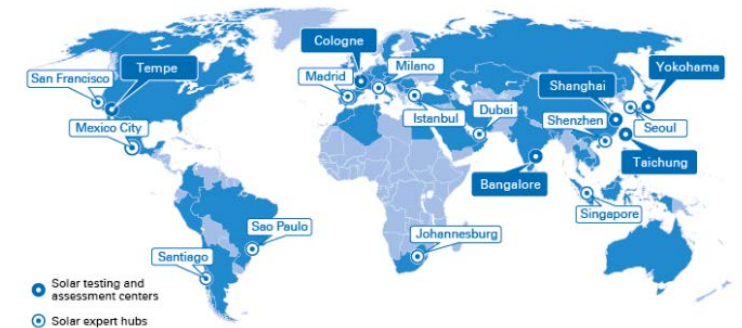 Cologne
Milano
Yokohama
San Francisco
Tempe
Madrid
Shanghai
Dubai
Mexico City
Istanbul
Shenzhen
Seoul
Taichung
Bangalore
Singapore
Sao Paulo
Johannesburg
Santiago
Solar testing and
assessment centers
Solar expert hubs